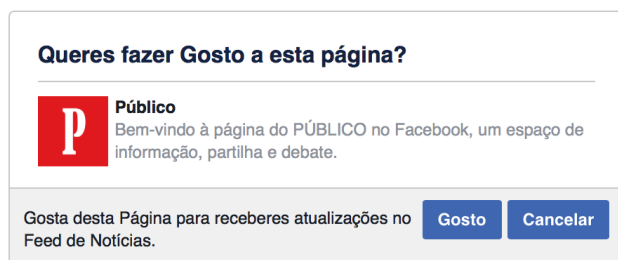 Queres fazer Gosto a esta página?
P
Público
Bem-vindo à página do PÚBLICO no Facebook, um espaço de
informação, partilha e debate.
Gosta desta Página para receberes atualizações no
Feed de Notícias.
Gosto
Cancelar